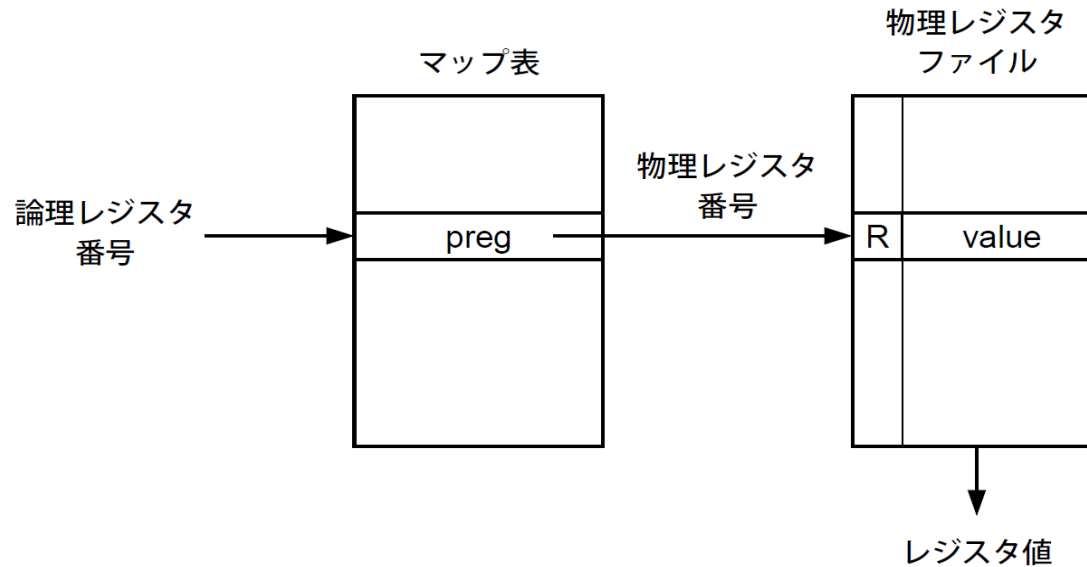 マップ表
物理レジスタ
ファイル
論理レジスタ
番号
preg
物理レジスタ
番号
R
value
レジスタ値